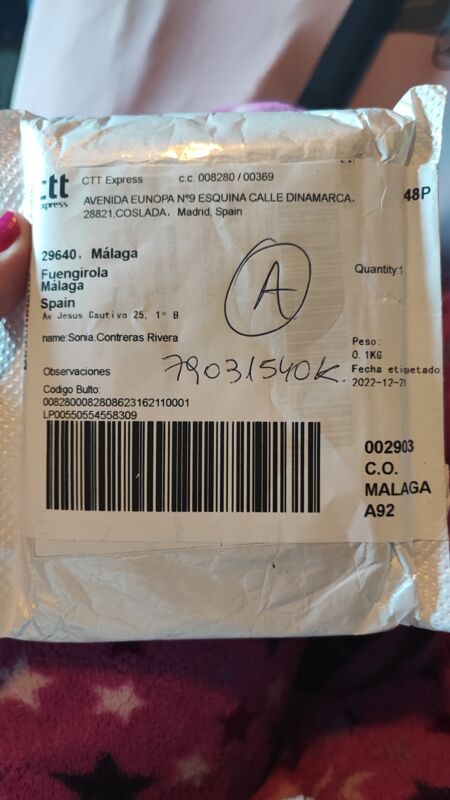 ctt CTT Express c.c. 008280 / 00369
express
AVENIDA EUNOPA Nº9 ESQUINA CALLE DINAMARCA,
28821,COSLADA, Madrid, Spain
48P
29640, Málaga
Fuengirola
Málaga
Spain
Av Jesus Cautivo 25, 1º B
name:Sonia.Contreras Rivera
A
Quantity:1
Peso:
0.1KG
Fecha etiquetado
2022-12-21
Observaciones
79031540K.
Codigo Bulto:
0082800082808623162110001
LP00550554558309
002903
C.O.
MALAGA
A92